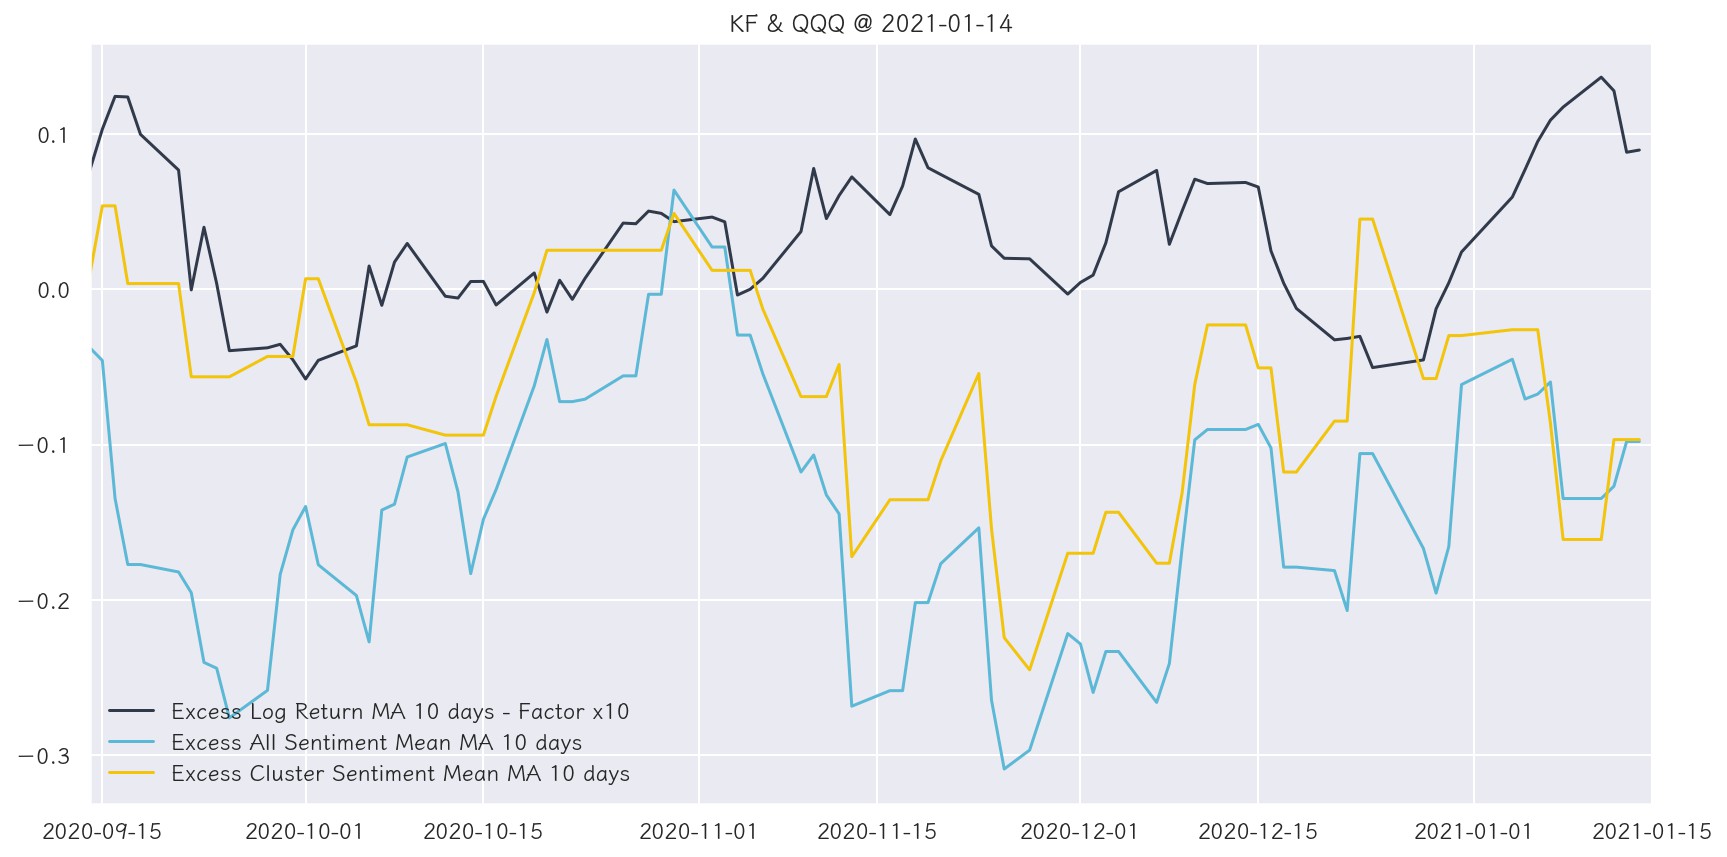 KF & QQQ @ 2021-01-14
0.1
0.0
−0.1
−0.2
−0.3
Excess Log Return MA 10 days - Factor x10
Excess All Sentiment Mean MA 10 days
Excess Cluster Sentiment Mean MA 10 days
2020-09-15 2020-10-01 2020-10-15 2020-11-01 2020-11-15 2020-12-01 2020-12-15 2021-01-01 2021-01-15